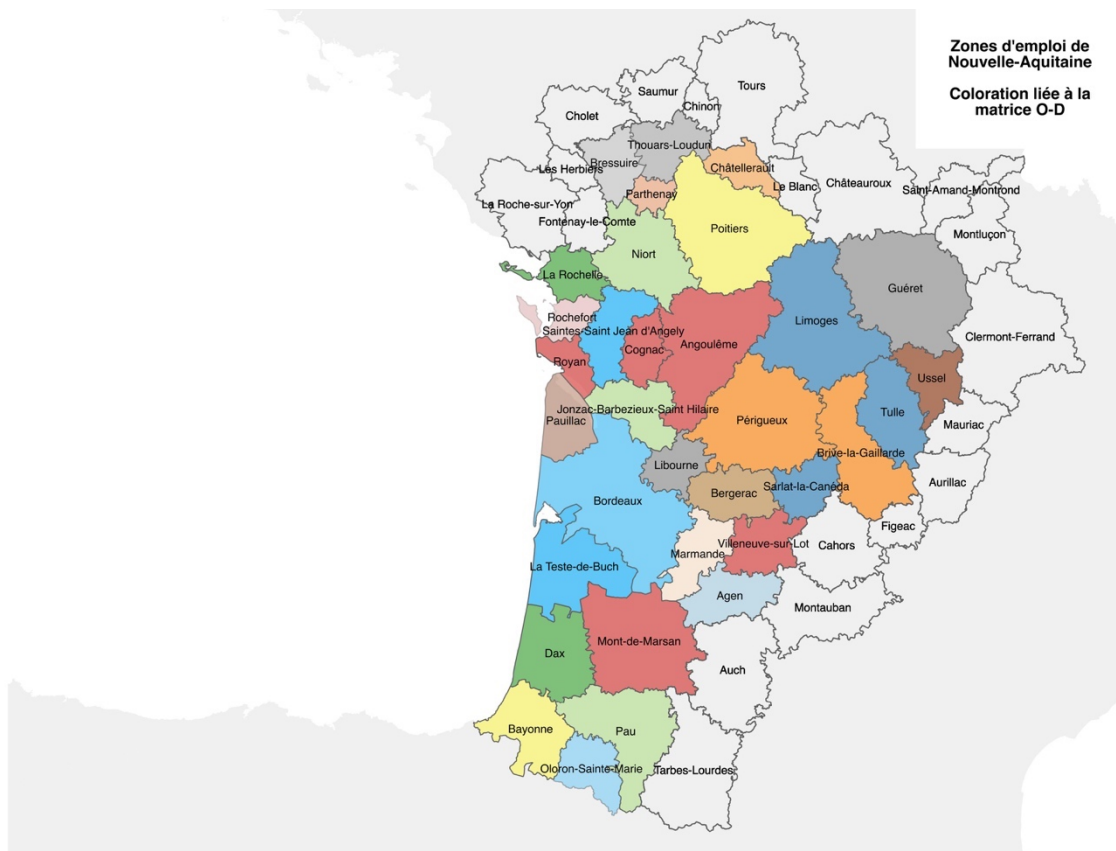 Zones d'emploi de
Nouvelle-Aquitaine
Coloration liée à la
matrice O-D
Tours
Saumur
Chinon
Cholet
Thouars-Loudun
Bressuire
Les Herbiers
Châtellerault
Le Blanc
Châteauroux
Saint-Amand-Montrond
Parthenay
La Roche-sur-Yon
Fontenay-le-Comte
Poitiers
Montluçon
Niort
La Rochelle
Guéret
Rochefort
Limoges
Saintes-Saint Jean d'Angely
Clermont-Ferrand
Cognac
Angoulême
Royan
Ussel
Jonzac-Barbezieux-Saint Hilaire
Tulle
Pauillac
Périgueux
Mauriac
Brive-la-Gaillarde
Libourne
Aurillac
Sarlat-la-Canéda
Bergerac
Bordeaux
Figeac
Villeneuve-sur-Lot
Cahors
Marmande
La Teste-de-Buch
Agen
Montauban
Mont-de-Marsan
Dax
Auch
Bayonne
Pau
Oloron-Sainte-Marie
Tarbes-Lourdes